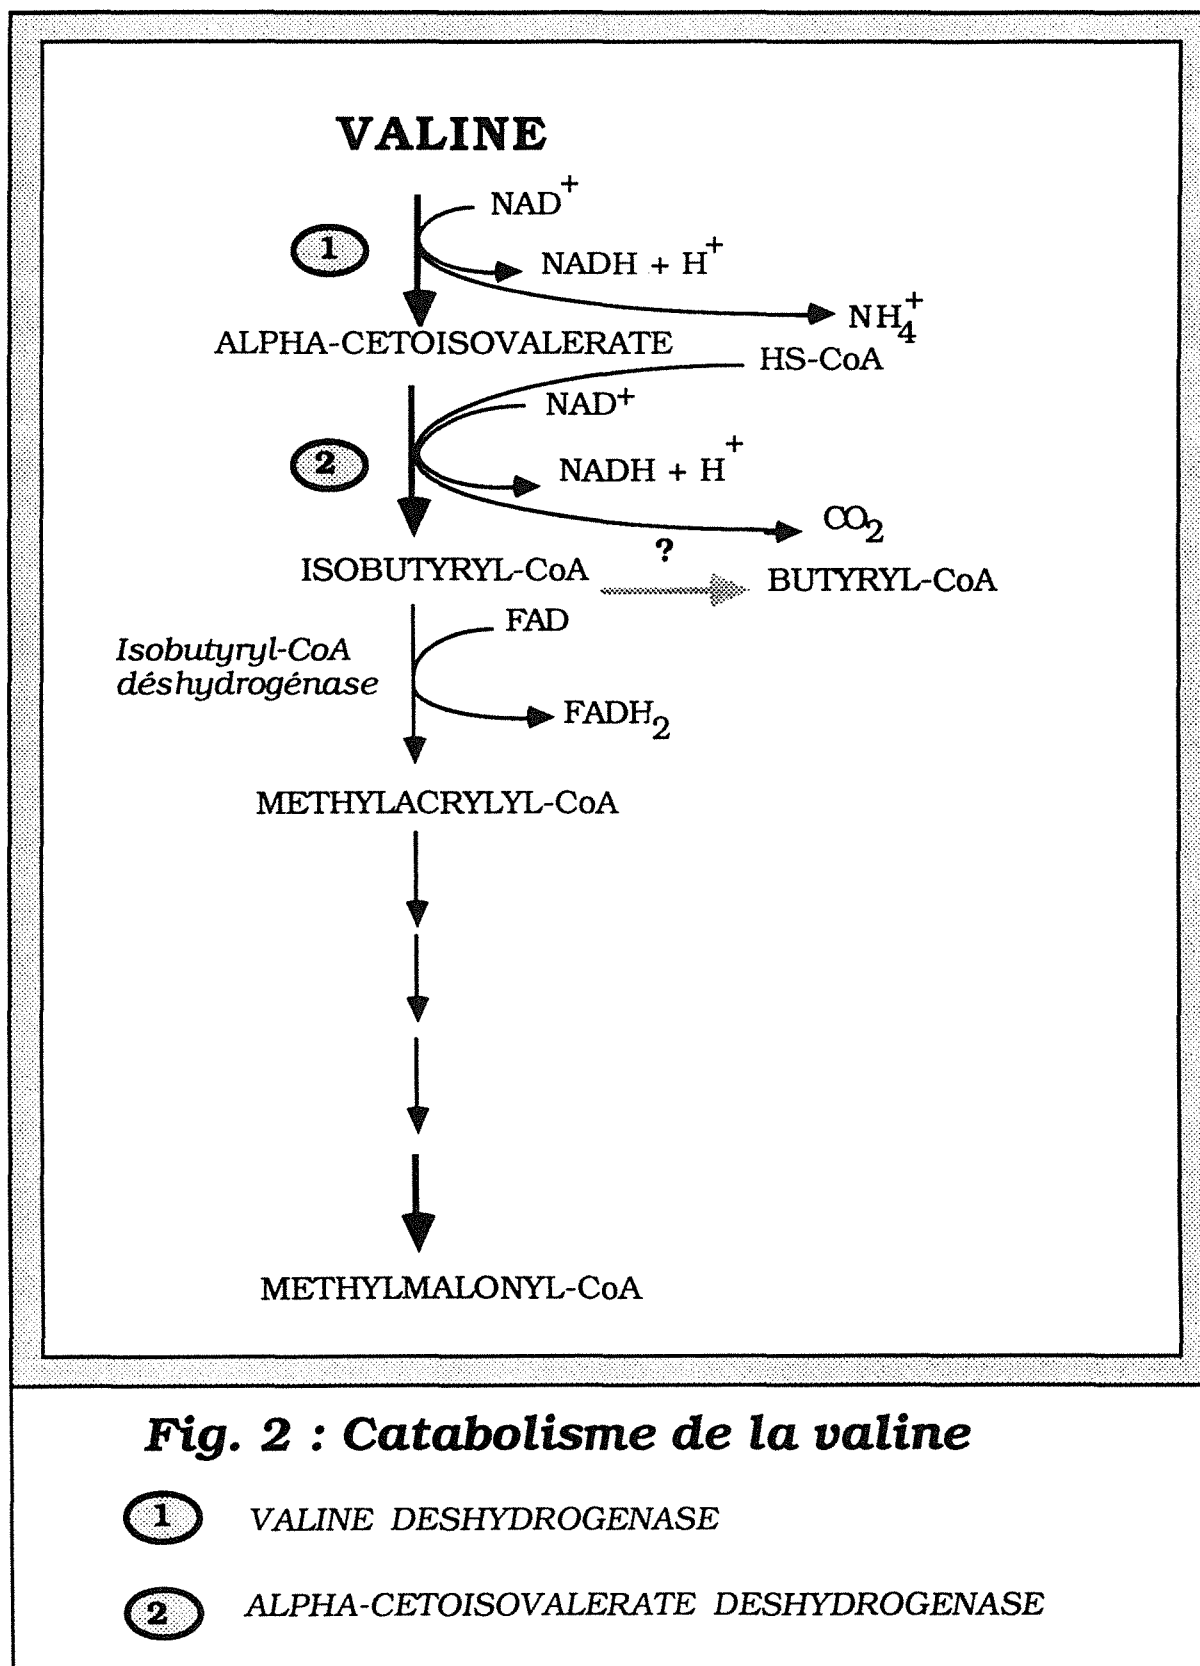 VALINE
NAD+
1
NADH + H+
NH4+
ALPHA-CETOISOVALERATE
HS-CoA
NAD+
2
NADH + H+
CO2
?
ISOBUTYRYL-CoA
BUTYRYL-CoA
FAD
Isobutyryl-CoA
déshydrogénase
FADH2
METHYLACRYLYL-CoA
METHYLMALONYL-CoA
Fig. 2 : Catabolisme de la valine
1 VALINE DESHYDROGENASE
2 ALPHA-CETOISOVALERATE DESHYDROGENASE